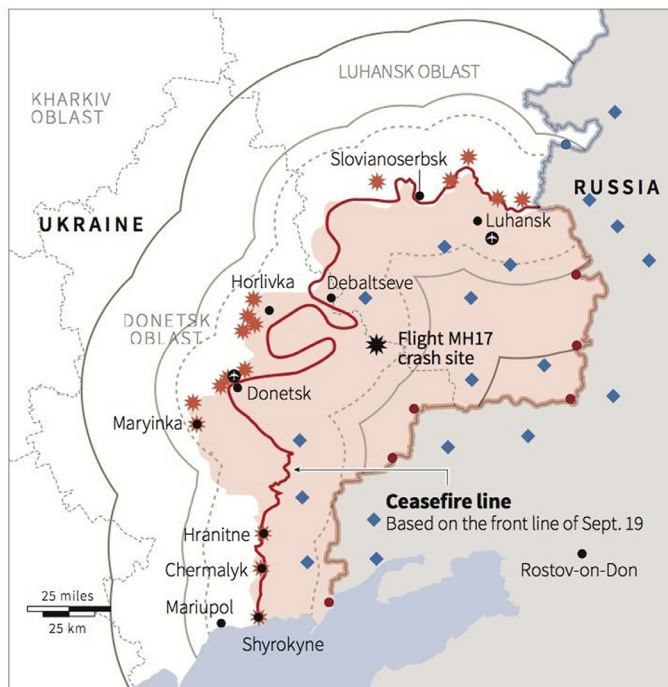 LUHANSK OBLAST
KHARKIV
OBLAST
Slovianoserbsk
RUSSIA
UKRAINE
Luhansk
Horlivka
Debaltseve
DONETSK
OBLAST
Flight MH17
crash site
Donetsk
Maryinka
Ceasefire line
Based on the front line of Sept. 19
Hranitne
Chermalyk
Rostov-on-Don
25 miles
25 km
Mariupol
Shyrokyne